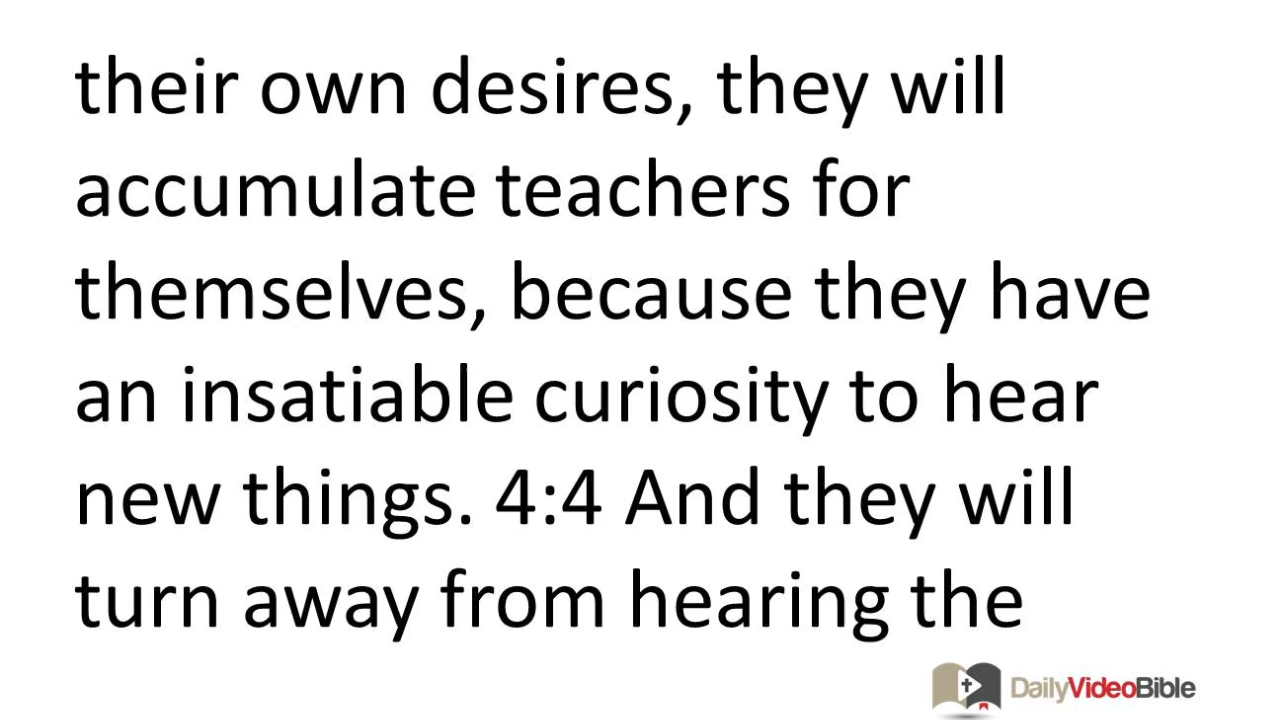 their own desires, they will
accumulate teachers for
themselves, because they have
an insatiable curiosity to hear
new things. 4:4 And they will
turn away from hearing the
DailyVideoBible